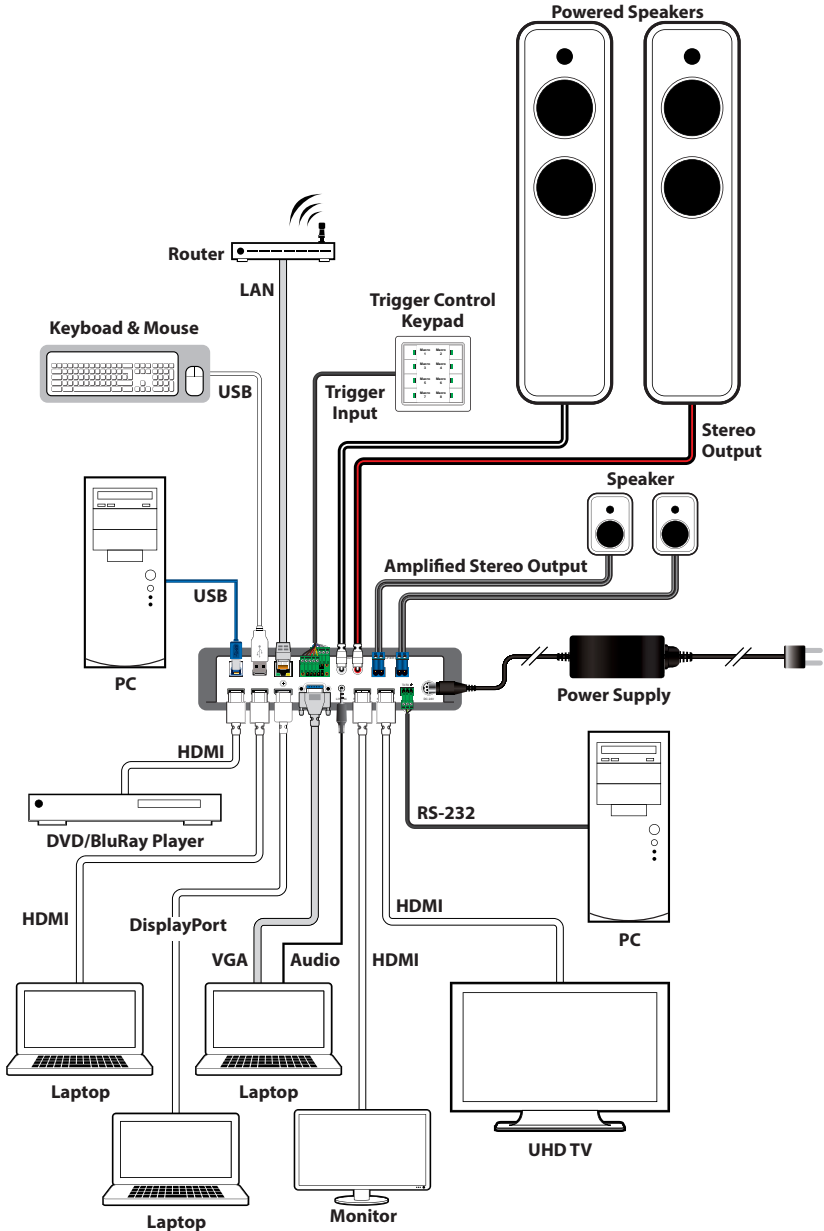 Powered Speakers
Router
LAN
Trigger Control
Keypad
Keyboad & Mouse
USB
Trigger
Input
Stereo
Output
Speaker
Amplified Stereo Output
USB
PC
Power Supply
HDMI
RS-232
DVD/BluRay Player
HDMI
DisplayPort
HDMI
PC
VGA
Audio
HDMI
Laptop
Laptop
UHD TV
Laptop
Monitor